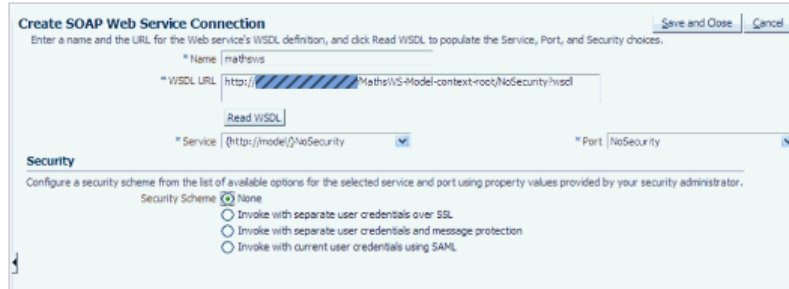 Create SOAP Web Service Connection
Save and Close Cancel
Enter a name and the URL for the Web service's WSDL definition, and click Read WSDL to populate the Service, Port, and Security choices.
* Name mathsws
* WSDL URL http:// /MathsWS-Model-context-root/NoSecurity?wsdl
Read WSDL
* Service {http://model/}NoSecurity * Port NoSecurity
Security
Configure a security scheme from the list of available options for the selected service and port using property values provided by your security administrator.
Security Scheme None
Invoke with separate user credentials over SSL
Invoke with separate user credentials and message protection
Invoke with current user credentials using SAML